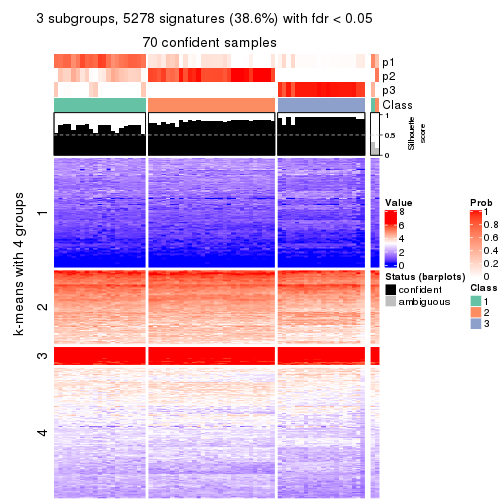 3 subgroups, 5278 signatures (38.6%) with fdr < 0.05
70 confident samples
p1
p2
p3
Class
1
0.5
0
Silhouette
score
k-means with 4 groups
1
2
3
4
Value
8
6
4
2
0
Status (barplots)
confident
ambiguous
Prob
1
0.8
0.6
0.4
0.2
0
Class
1
2
3